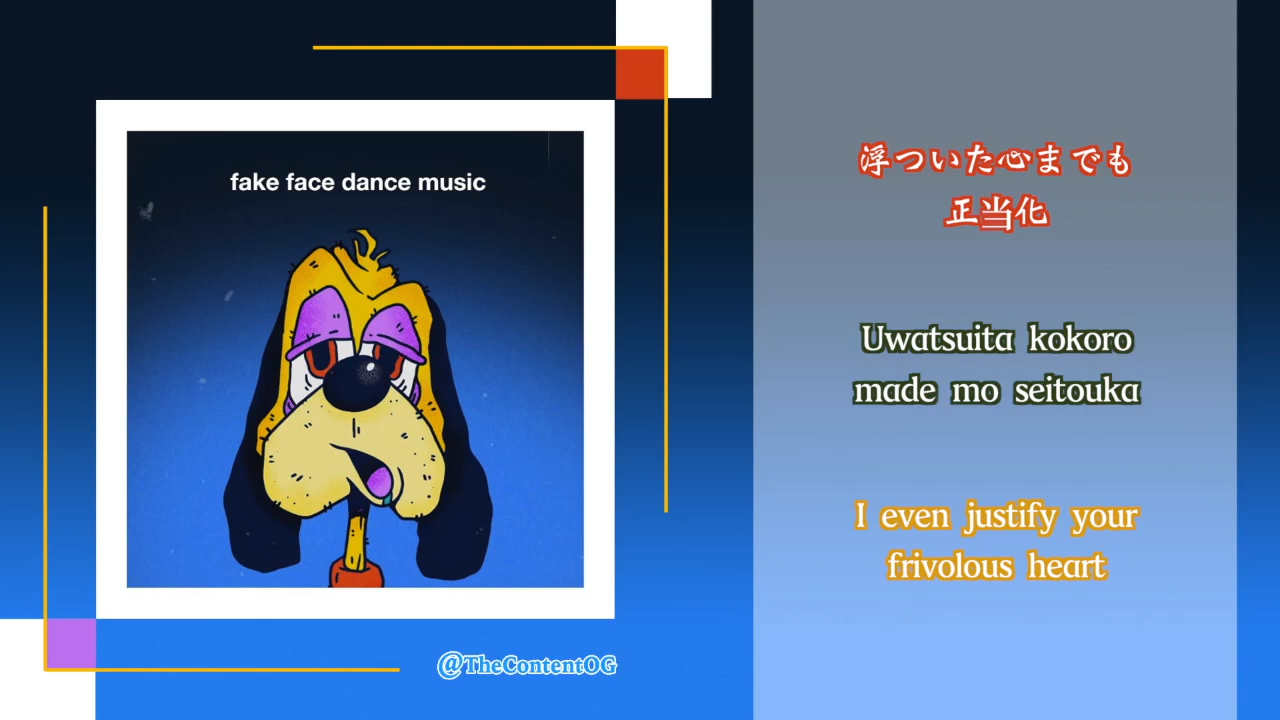 fake face dance music
浮ついた心までも
正当化
Uwatsuita kokoro
made mo seitouka
I even justify your
frivolous heart
@TheContentOG